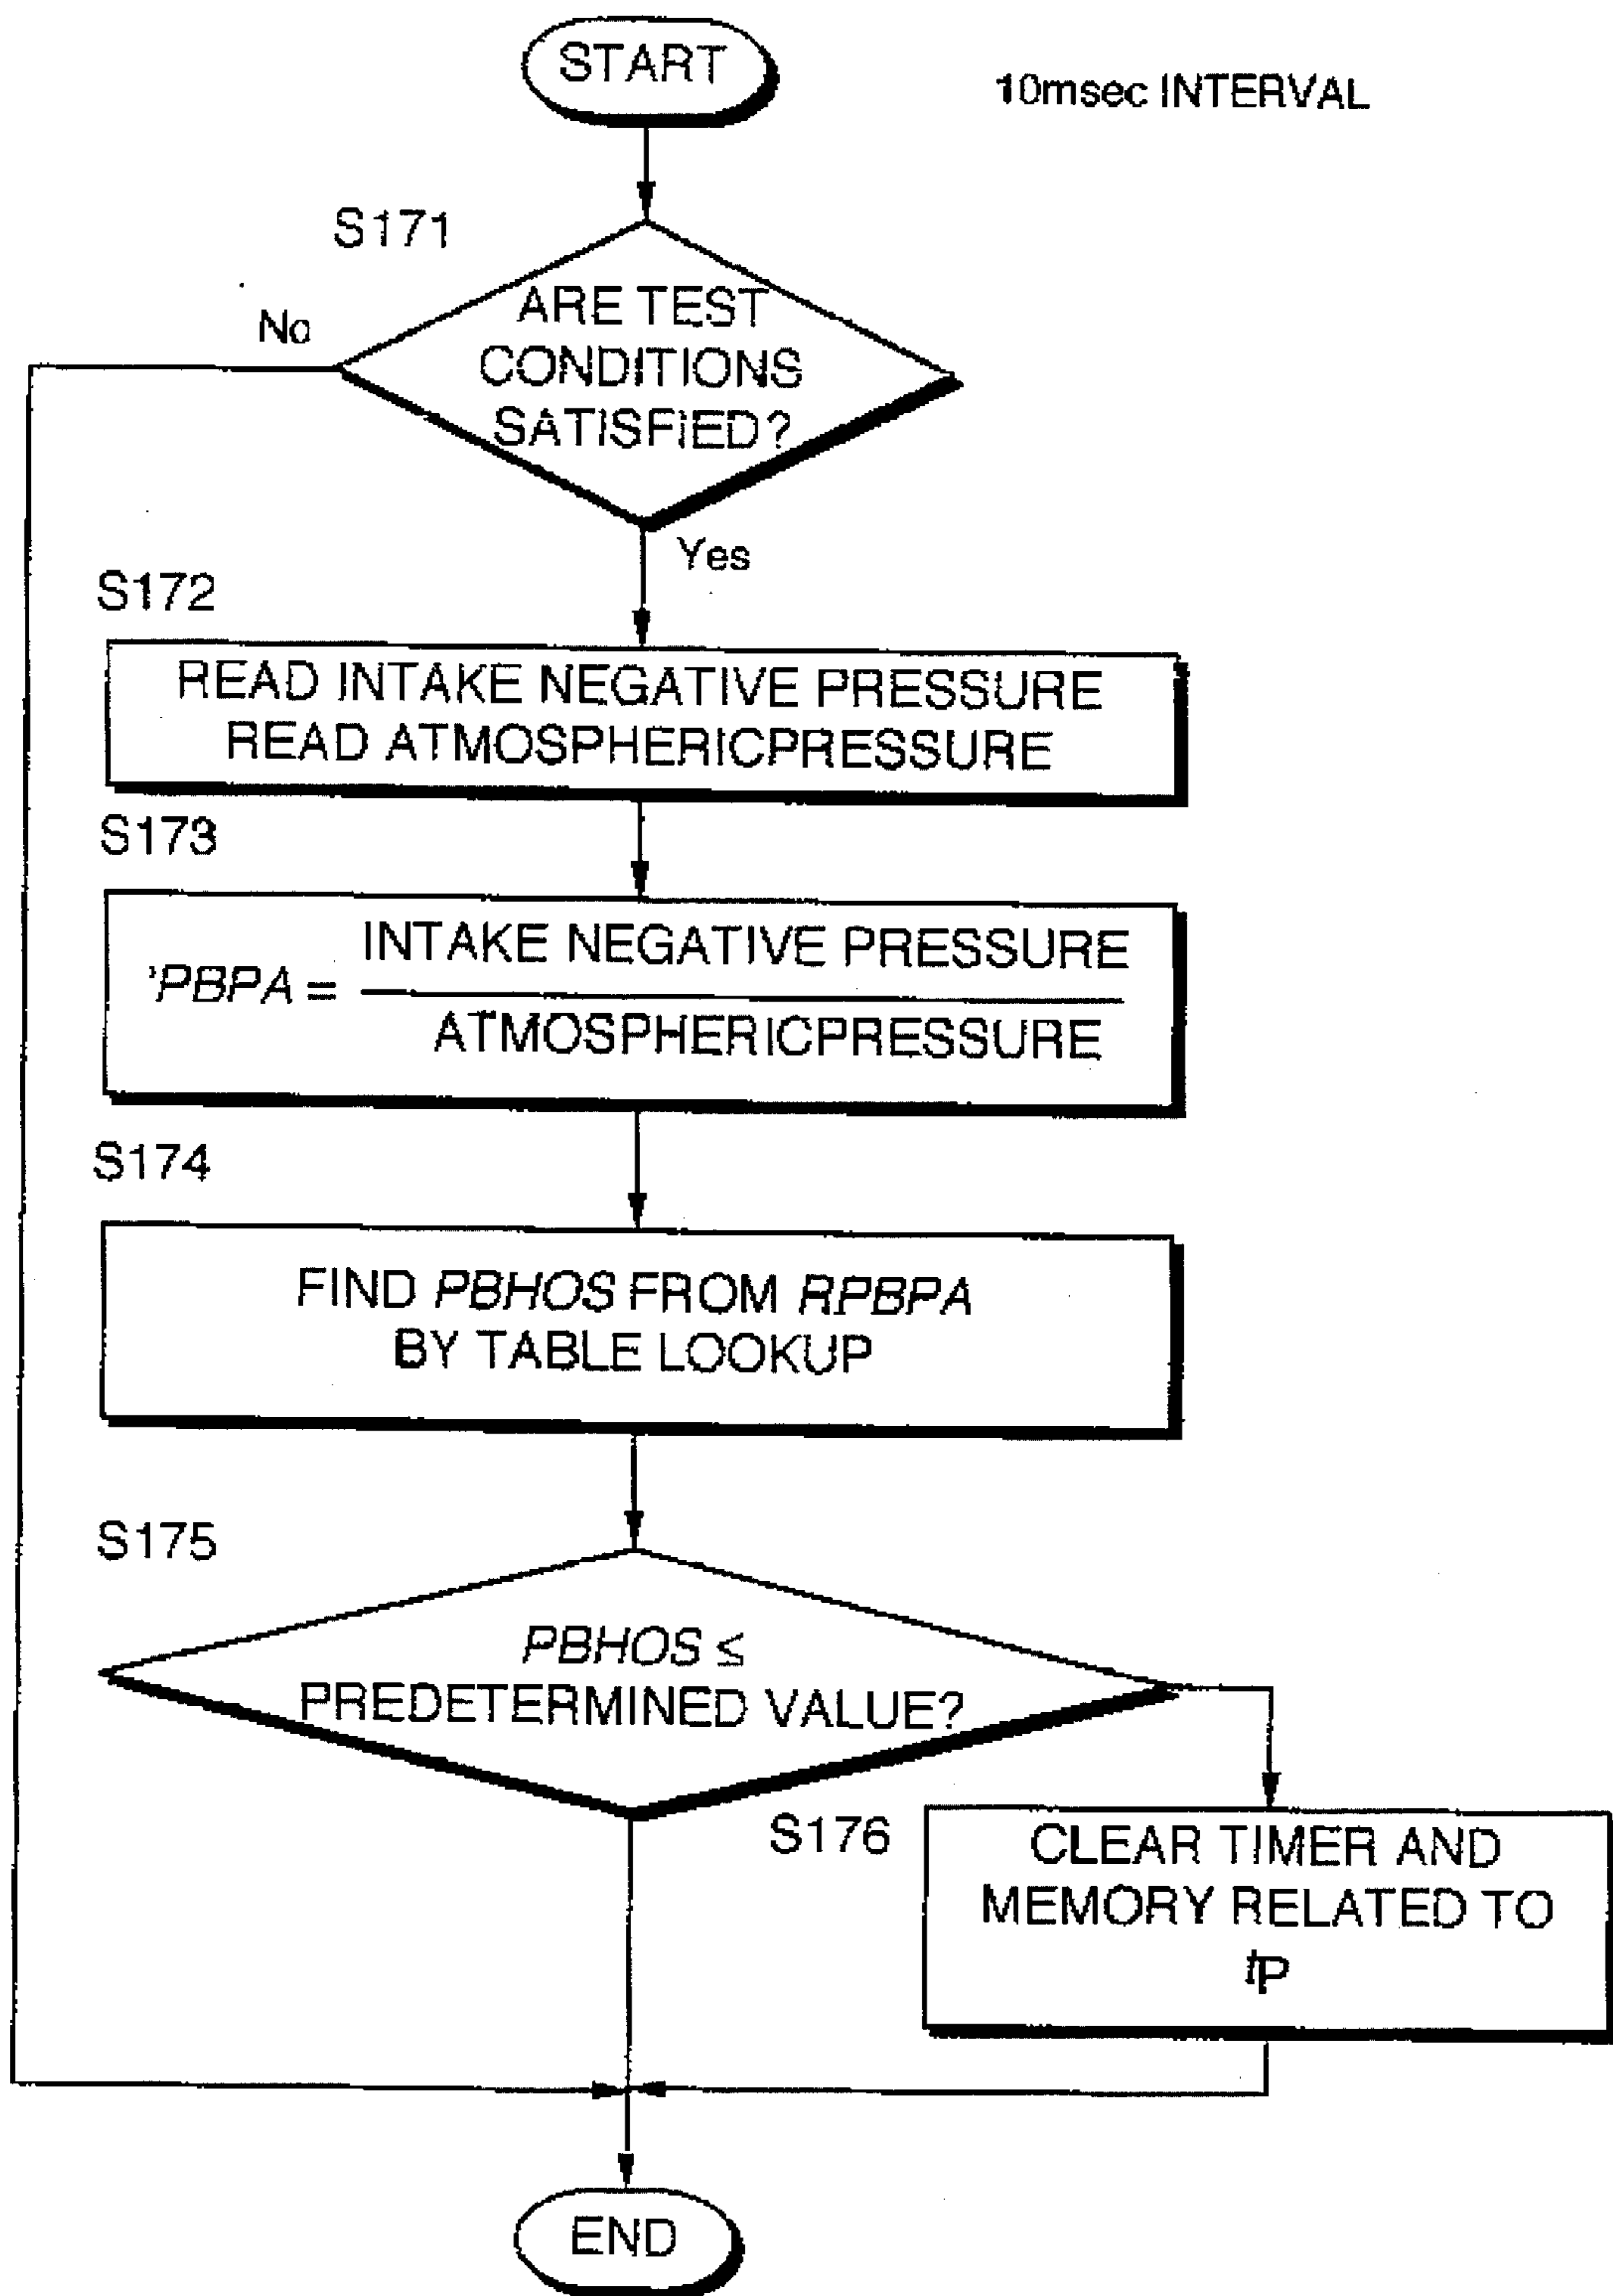 START
10msec INTERVAL
S171
ARE TEST
CONDITIONS
SATISFIED?
No
Yes
S172
READ INTAKE NEGATIVE PRESSURE
READ ATMOSPHERICPRESSURE
S173
'PBPA =
INTAKE NEGATIVE PRESSURE
ATMOSPHERICPRESSURE
S174
FIND PBHOS FROM RPBPA
BY TABLE LOOKUP
S175
PBHOS ≤
PREDETERMINED VALUE?
S176
CLEAR TIMER AND
MEMORY RELATED TO
tP
END